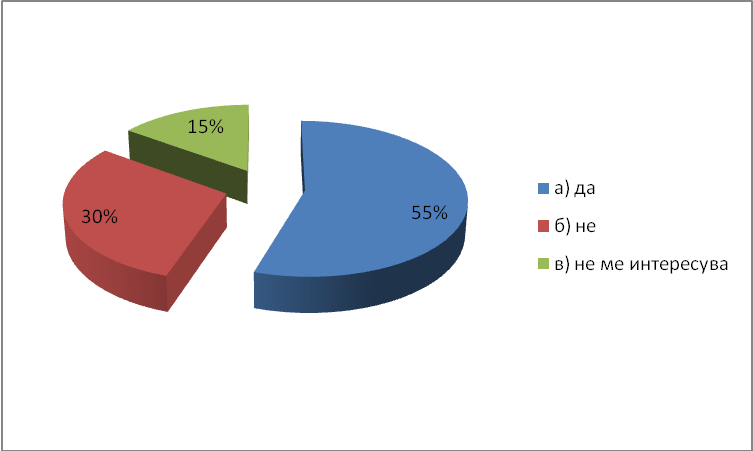 15%
30%
55%
а) да
б) не
в) не ме интересува